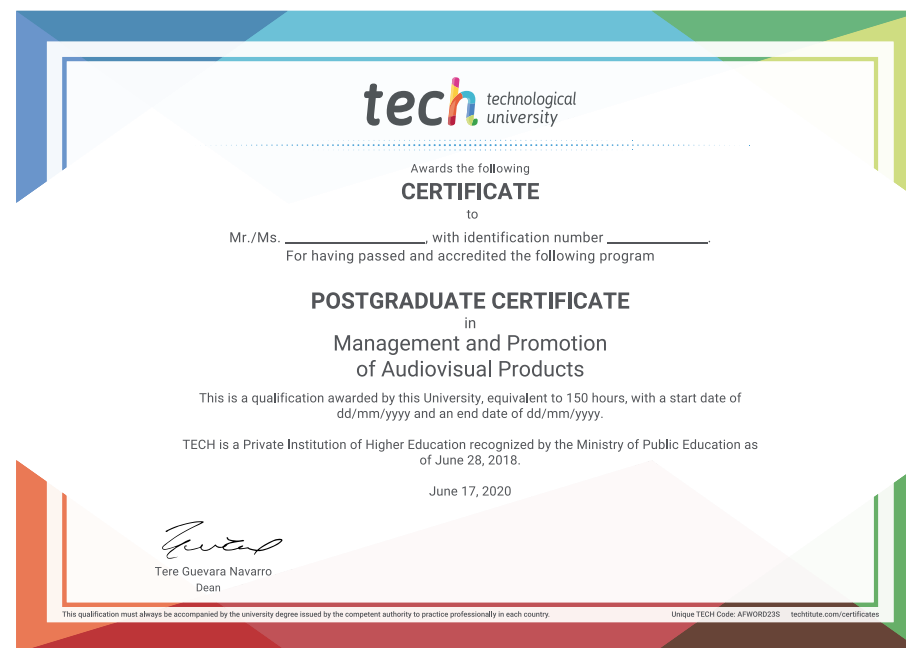 tech technological
university
Awards the following
CERTIFICATE
to
Mr./Ms. ____________________, with identification number ______________.
For having passed and accredited the following program
POSTGRADUATE CERTIFICATE
in
Management and Promotion
of Audiovisual Products
This is a qualification awarded by this University, equivalent to 150 hours, with a start date of
dd/mm/yyyy and an end date of dd/mm/yyyy.
TECH is a Private Institution of Higher Education recognized by the Ministry of Public Education as
of June 28, 2018.
June 17, 2020
Tere Guevara Navarro
Dean
This qualification must always be accompanied by the university degree issued by the competent authority to practice professionally in each country. Unique TECH Code: AFWORD23S techtitute.com/certificates